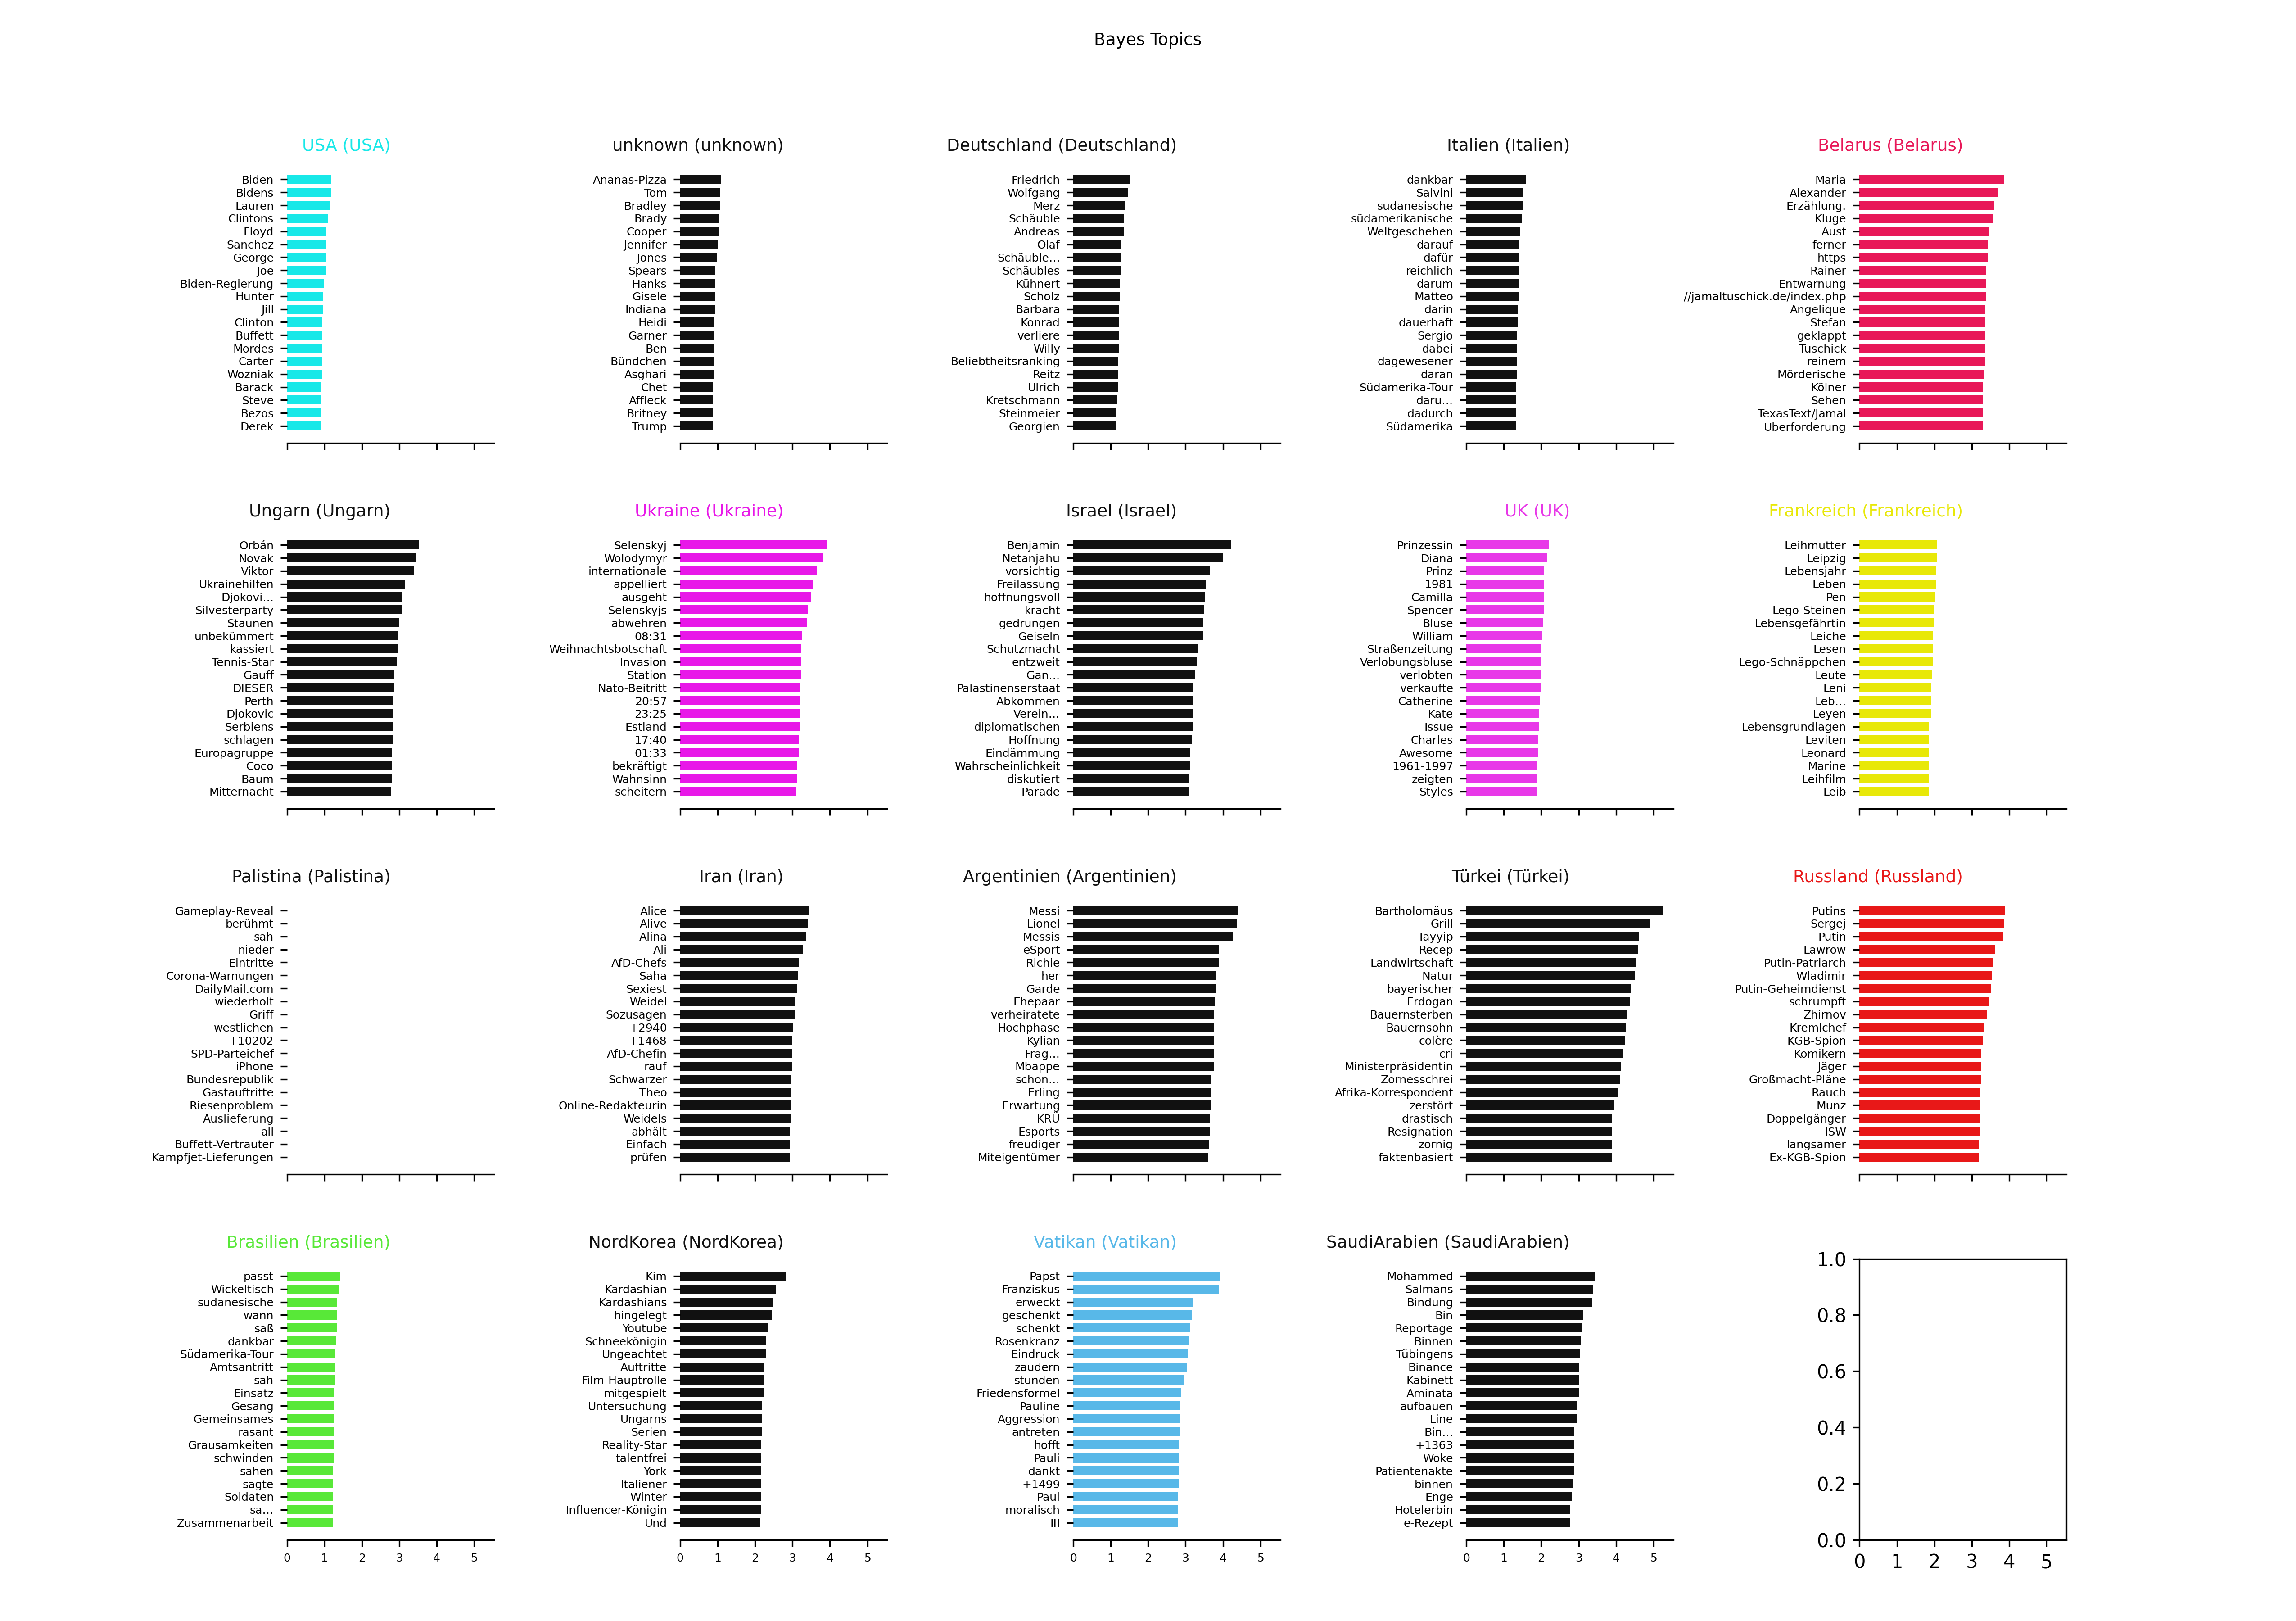 Bayes Topics
USA (USA)
Biden
Bidens
Lauren
Clintons
Floyd
Sanchez
George
Joe
Biden-Regierung
Hunter
Jill
Clinton
Buffett
Mordes
Carter
Wozniak
Barack
Steve
Bezos
Derek
unknown (unknown)
Ananas-Pizza
Tom
Bradley
Brady
Cooper
Jennifer
Jones
Spears
Hanks
Gisele
Indiana
Heidi
Garner
Ben
Bündchen
Asghari
Chet
Affleck
Britney
Trump
Deutschland (Deutschland)
Friedrich
Wolfgang
Merz
Schäuble
Andreas
Olaf
Schäuble…
Schäubles
Kühnert
Scholz
Barbara
Konrad
verliere
Willy
Beliebtheitsranking
Reitz
Ulrich
Kretschmann
Steinmeier
Georgien
Italien (Italien)
dankbar
Salvini
sudanesische
südamerikanische
Weltgeschehen
darauf
dafür
reichlich
darum
Matteo
darin
dauerhaft
Sergio
dabei
dagewesener
daran
Südamerika-Tour
daru…
dadurch
Südamerika
Belarus (Belarus)
Maria
Alexander
Erzählung.
Kluge
Aust
ferner
https
Rainer
Entwarnung
//jamaltuschick.de/index.php
Angelique
Stefan
geklappt
Tuschick
reinem
Mörderische
Kölner
Sehen
TexasText/Jamal
Überforderung
Ungarn (Ungarn)
Orbán
Novak
Viktor
Ukrainehilfen
Djokovi…
Silvesterparty
Staunen
unbekümmert
kassiert
Tennis-Star
Gauff
DIESER
Perth
Djokovic
Serbiens
schlagen
Europagruppe
Coco
Baum
Mitternacht
Ukraine (Ukraine)
Selenskyj
Wolodymyr
internationale
appelliert
ausgeht
Selenskyjs
abwehren
08:31
Weihnachtsbotschaft
Invasion
Station
Nato-Beitritt
20:57
23:25
Estland
17:40
01:33
bekräftigt
Wahnsinn
scheitern
Israel (Israel)
Benjamin
Netanjahu
vorsichtig
Freilassung
hoffnungsvoll
kracht
gedrungen
Geiseln
Schutzmacht
entzweit
Gan…
Palästinenserstaat
Abkommen
Verein…
diplomatischen
Hoffnung
Eindämmung
Wahrscheinlichkeit
diskutiert
Parade
UK (UK)
Prinzessin
Diana
Prinz
1981
Camilla
Spencer
Bluse
William
Straßenzeitung
Verlobungsbluse
verlobten
verkaufte
Catherine
Kate
Issue
Charles
Awesome
1961-1997
zeigten
Styles
Frankreich (Frankreich)
Leihmutter
Leipzig
Lebensjahr
Leben
Pen
Lego-Steinen
Lebensgefährtin
Leiche
Lesen
Lego-Schnäppchen
Leute
Leni
Leb…
Leyen
Lebensgrundlagen
Leviten
Leonard
Marine
Leihfilm
Leib
Palistina (Palistina)
Gameplay-Reveal
berühmt
sah
nieder
Eintritte
Corona-Warnungen
DailyMail.com
wiederholt
Griff
westlichen
+10202
SPD-Parteichef
iPhone
Bundesrepublik
Gastauftritte
Riesenproblem
Auslieferung
all
Buffett-Vertrauter
Kampfjet-Lieferungen
Iran (Iran)
Alice
Alive
Alina
Ali
AfD-Chefs
Saha
Sexiest
Weidel
Sozusagen
+2940
+1468
AfD-Chefin
rauf
Schwarzer
Theo
Online-Redakteurin
Weidels
abhält
Einfach
prüfen
Argentinien (Argentinien)
Messi
Lionel
Messis
eSport
Richie
her
Garde
Ehepaar
verheiratete
Hochphase
Kylian
Frag…
Mbappe
schon…
Erling
Erwartung
KRÜ
Esports
freudiger
Miteigentümer
Türkei (Türkei)
Bartholomäus
Grill
Tayyip
Recep
Landwirtschaft
Natur
bayerischer
Erdogan
Bauernsterben
Bauernsohn
colère
cri
Ministerpräsidentin
Zornesschrei
Afrika-Korrespondent
zerstört
drastisch
Resignation
zornig
faktenbasiert
Russland (Russland)
Putins
Sergej
Putin
Lawrow
Putin-Patriarch
Wladimir
Putin-Geheimdienst
schrumpft
Zhirnov
Kremlchef
KGB-Spion
Komikern
Jäger
Großmacht-Pläne
Rauch
Munz
Doppelgänger
ISW
langsamer
Ex-KGB-Spion
Brasilien (Brasilien)
passt
Wickeltisch
sudanesische
wann
saß
dankbar
Südamerika-Tour
Amtsantritt
sah
Einsatz
Gesang
Gemeinsames
rasant
Grausamkeiten
schwinden
sahen
sagte
Soldaten
sa…
Zusammenarbeit
0 1 2 3 4 5
NordKorea (NordKorea)
Kim
Kardashian
Kardashians
hingelegt
Youtube
Schneekönigin
Ungeachtet
Auftritte
Film-Hauptrolle
mitgespielt
Untersuchung
Ungarns
Serien
Reality-Star
talentfrei
York
Italiener
Winter
Influencer-Königin
Und
0 1 2 3 4 5
Vatikan (Vatikan)
Papst
Franziskus
erweckt
geschenkt
schenkt
Rosenkranz
Eindruck
zaudern
stünden
Friedensformel
Pauline
Aggression
antreten
hofft
Pauli
dankt
+1499
Paul
moralisch
III
0 1 2 3 4 5
SaudiArabien (SaudiArabien)
Mohammed
Salmans
Bindung
Bin
Reportage
Binnen
Tübingens
Binance
Kabinett
Aminata
aufbauen
Line
Bin…
+1363
Woke
Patientenakte
binnen
Enge
Hotelerbin
e-Rezept
0 1 2 3 4 5
1.0
0.8
0.6
0.4
0.2
0.0
0 1 2 3 4 5